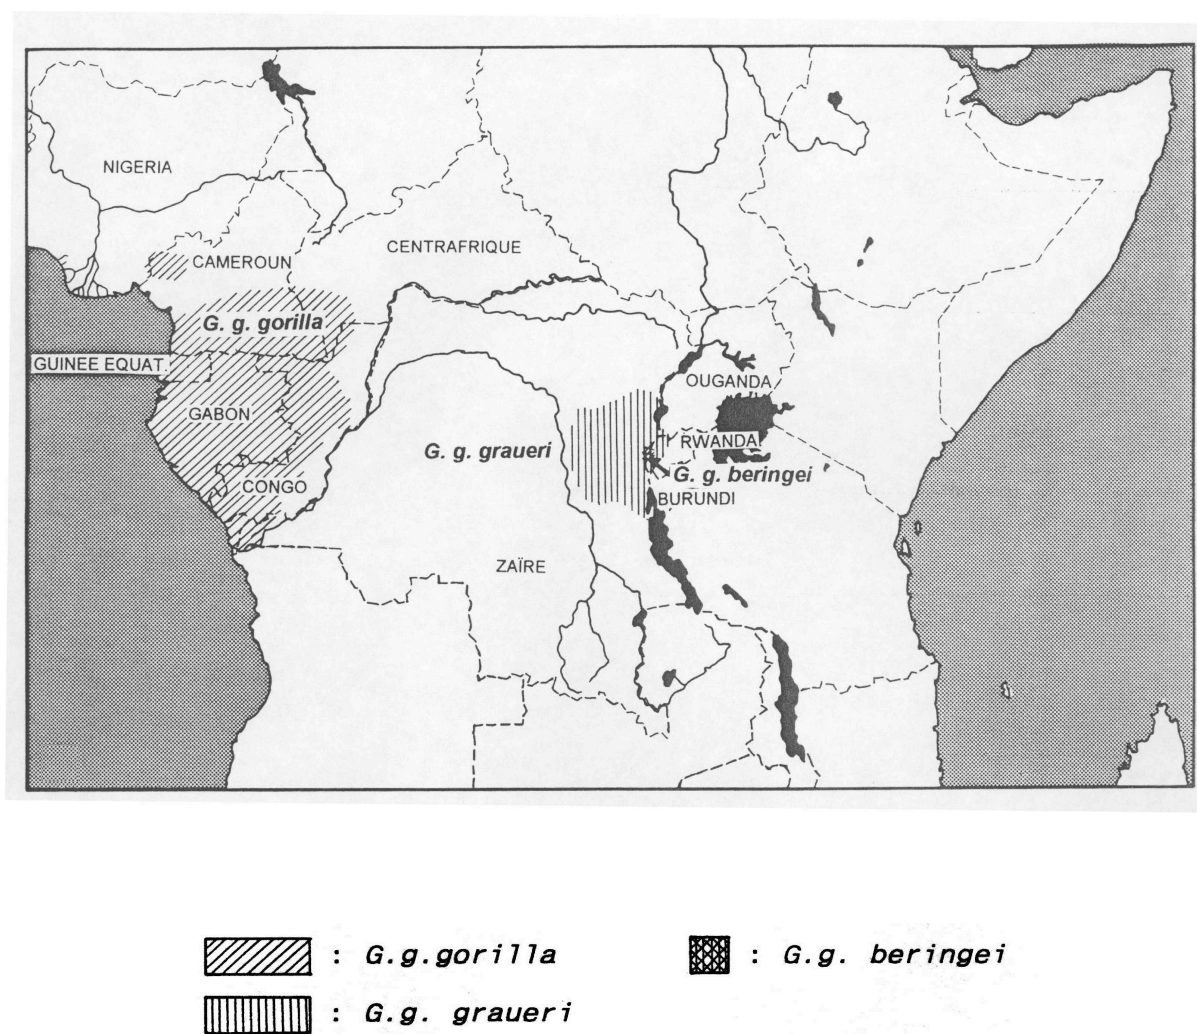 NIGERIA
CENTRAFRIQUE
CAMEROUN
G. g. gorilla
GUINEE EQUAT.
OUGANDA
GABON
RWANDA
G. g. graueri
G. g. beringei
CONGO
BURUNDI
ZAÏRE
: G.g.gorilla
: G.g. beringei
: G.g. graueri